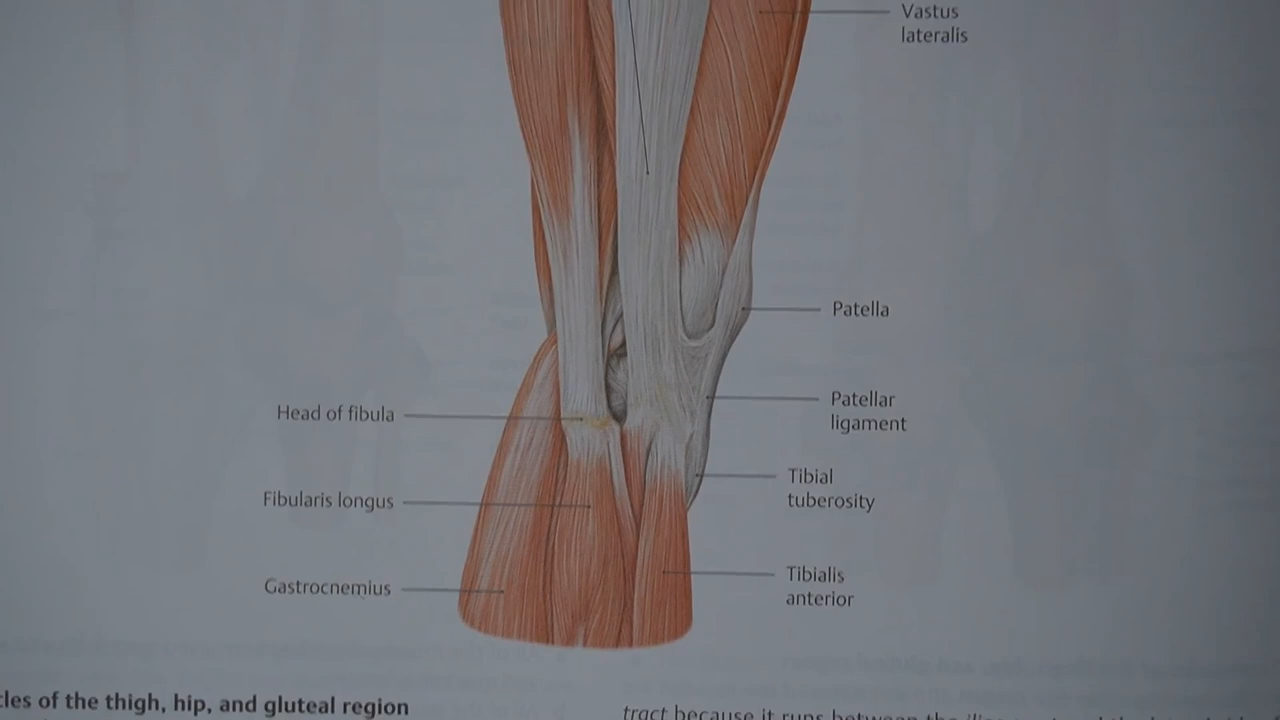 Vastus
lateralis
Patella
Head of fibula
Patellar
ligament
Tibial
tuberosity
Fibularis longus
Tibialis
anterior
Gastrocnemius
cles of the thigh, hip, and gluteal region
tract because it runs between the